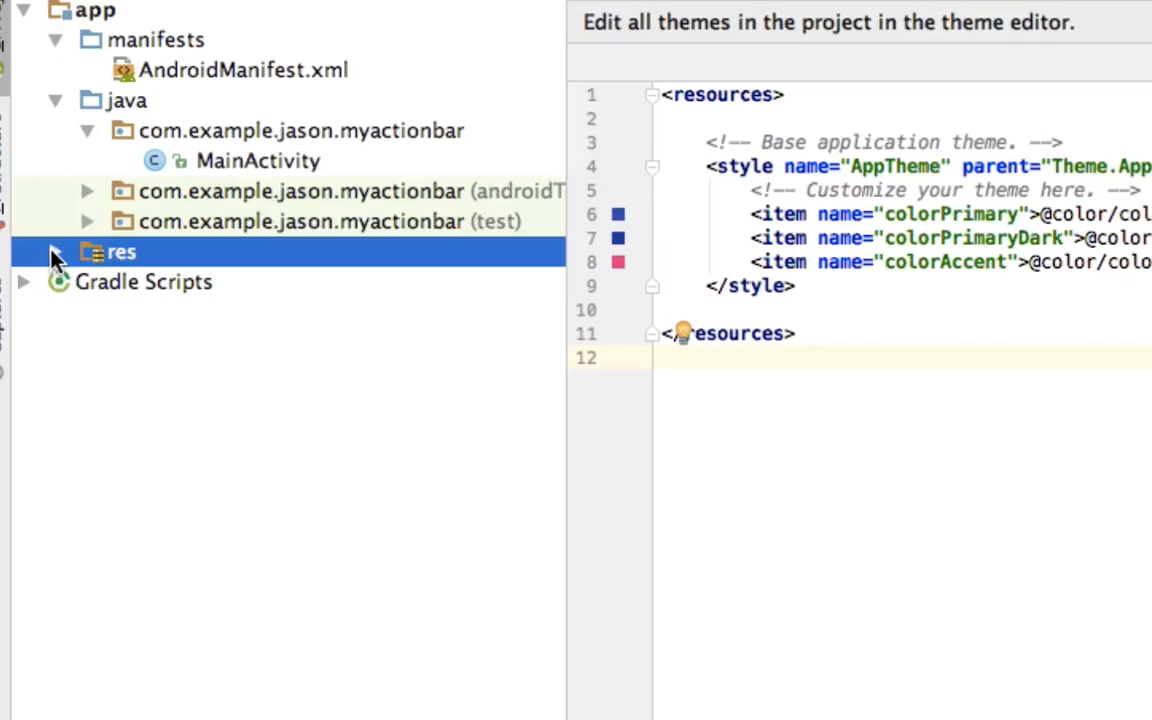 app
manifests
AndroidManifest.xml
java
com.example.jason.myactionbar
C MainActivity
com.example.jason.myactionbar (androidT
com.example.jason.myactionbar (test)
res
Gradle Scripts
Edit all themes in the project in the theme editor.
1 <resources>
2
3 <!-- Base application theme. -->
4 <style name="AppTheme" parent="Theme.App
5 <!-- Customize your theme here. -->
6 <item name="colorPrimary">@color/col
7 <item name="colorPrimaryDark">@color
8 <item name="colorAccent">@color/colo
9 </style>
10
11 </resources>
12